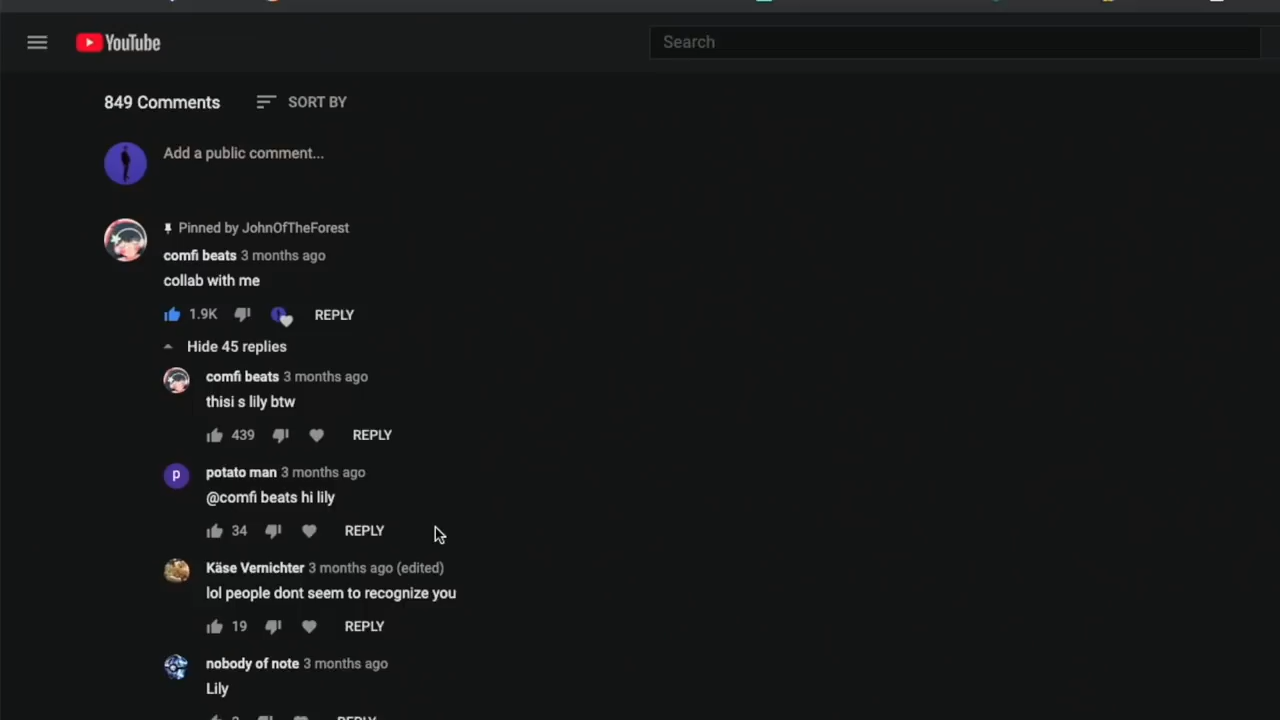 YouTube
Search
849 Comments SORT BY
Add a public comment...
Pinned by JohnOfTheForest
comfi beats 3 months ago
collab with me
1.9K REPLY
Hide 45 replies
comfi beats 3 months ago
thisi s lily btw
439 REPLY
P
potato man 3 months ago
@comfi beats hi lily
34 REPLY
Käse Vernichter 3 months ago (edited)
lol people dont seem to recognize you
19 REPLY
nobody of note 3 months ago
Lily
REPLY